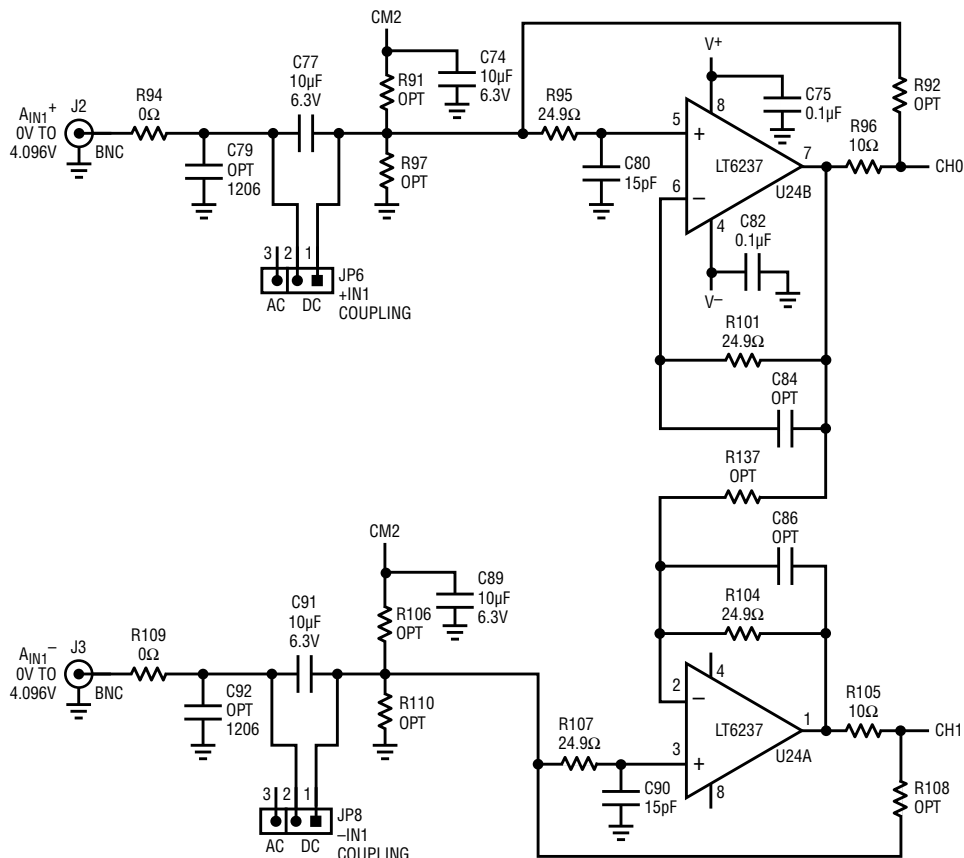 CM2
C77
10µF
6.3V
C74
10µF
6.3V
R91
OPT
AIN1+
0V TO
4.096V
J2
BNC
R94
0Ω
C79
OPT
1206
R97
OPT
R95
24.9Ω
C80
15pF
3
2
1
AC
DC
JP6
+IN1
COUPLING
V+
8
C75
0.1µF
R92
OPT
5
+
6
–
LT6237
7
U24B
4
R96
10Ω
CH0
C82
0.1µF
V–
R101
24.9Ω
C84
OPT
R137
OPT
C86
OPT
R104
24.9Ω
CM2
C91
10µF
6.3V
C89
10µF
6.3V
R106
OPT
AIN1–
0V TO
4.096V
J3
BNC
R109
0Ω
C92
OPT
1206
R110
OPT
R107
24.9Ω
C90
15pF
3
2
1
AC
DC
JP8
–IN1
COUPLING
4
2
–
3
+
LT6237
1
U24A
8
R105
10Ω
CH1
R108
OPT